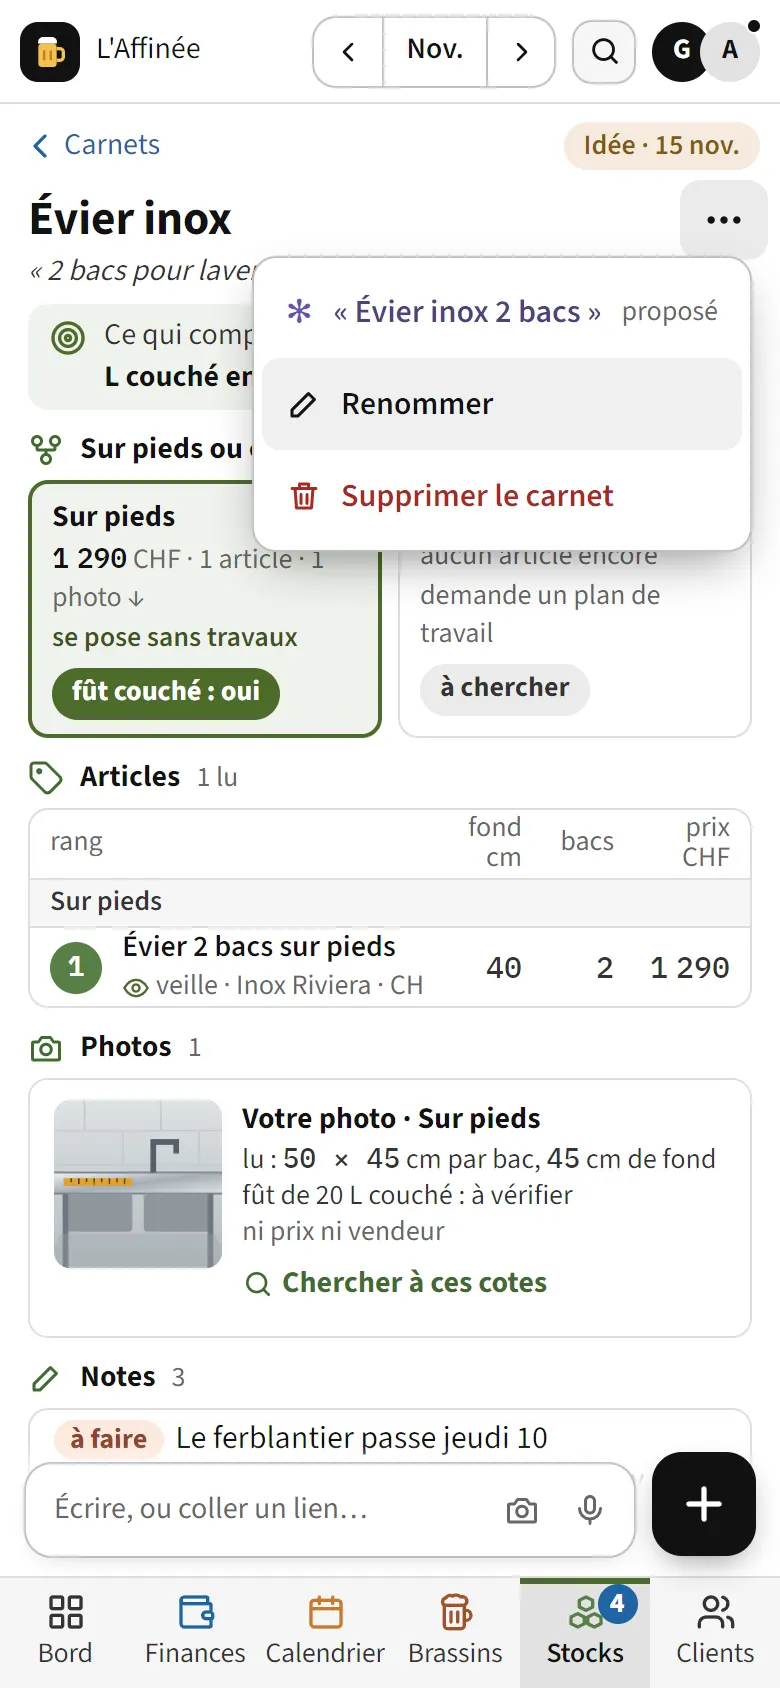 L'Affinée
Nov.
G
A
Carnets
Idée · 15 nov.
Évier inox
« 2 bacs pour laver
« Évier inox 2 bacs » proposé
Renommer
Supprimer le carnet
Ce qui comp
L couché en
Sur pieds ou
Sur pieds
1 290 CHF · 1 article · 1
photo ↓
se pose sans travaux
fût couché : oui
aucun article encore
demande un plan de
travail
à chercher
Articles 1 lu
rang fond cm bacs prix CHF
Sur pieds
1 Évier 2 bacs sur pieds 40 2 1 290
veille · Inox Riviera · CH
Photos 1
Votre photo · Sur pieds
lu : 50 × 45 cm par bac, 45 cm de fond
fût de 20 L couché : à vérifier
ni prix ni vendeur
Chercher à ces cotes
Notes 3
à faire Le ferblantier passe jeudi 10
Écrire, ou coller un lien…
Bord
Finances
Calendrier
Brassins
4
Stocks
Clients